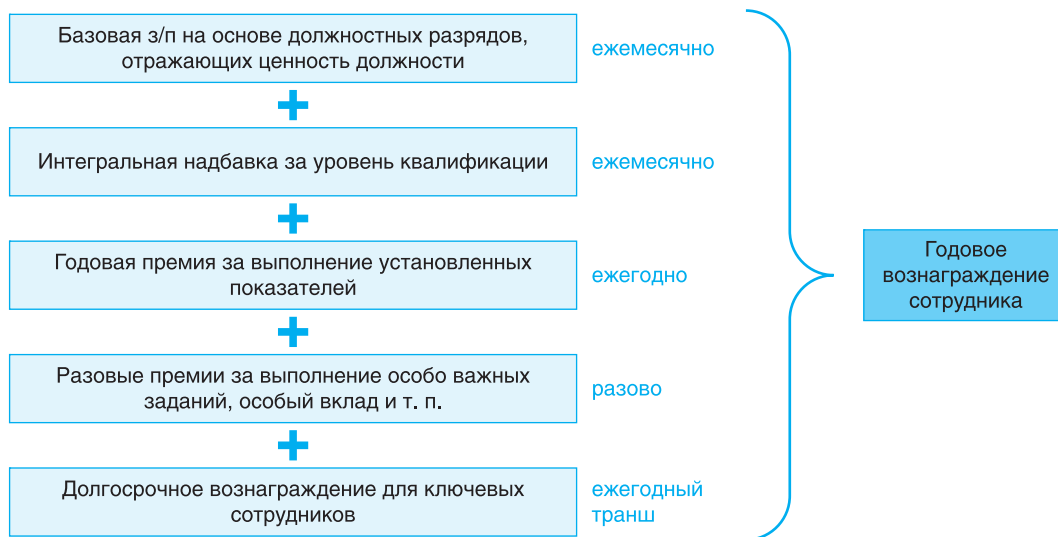 Базовая з/п на основе должностных разрядов,
отражающих ценность должности
ежемесячно
Интегральная надбавка за уровень квалификации
ежемесячно
Годовая премия за выполнение установленных
показателей
ежегодно
Разовые премии за выполнение особо важных
заданий, особый вклад и т. п.
разово
Долгосрочное вознаграждение для ключевых
сотрудников
ежегодный
транш
Годовое
вознаграждение
сотрудника